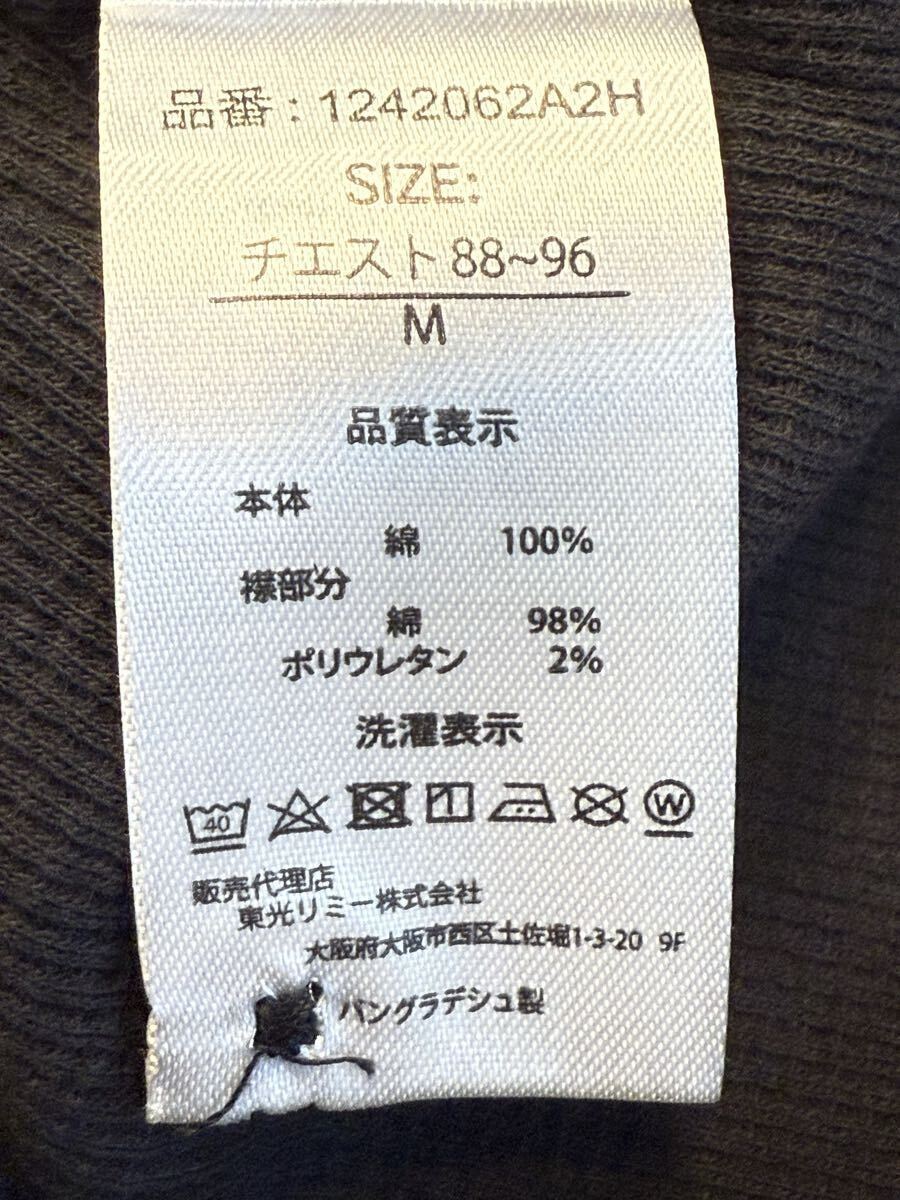 品番：1242062A2H
SIZE:
チエスト88~96
M
品質表示
本体
綿 100%
襟部分
綿 98%
ポリウレタン 2%
洗濯表示
40 W
販売代理店
東光リミー株式会社
大阪府大阪市西区土佐堀1-3-20 9F
バングラデシュ製